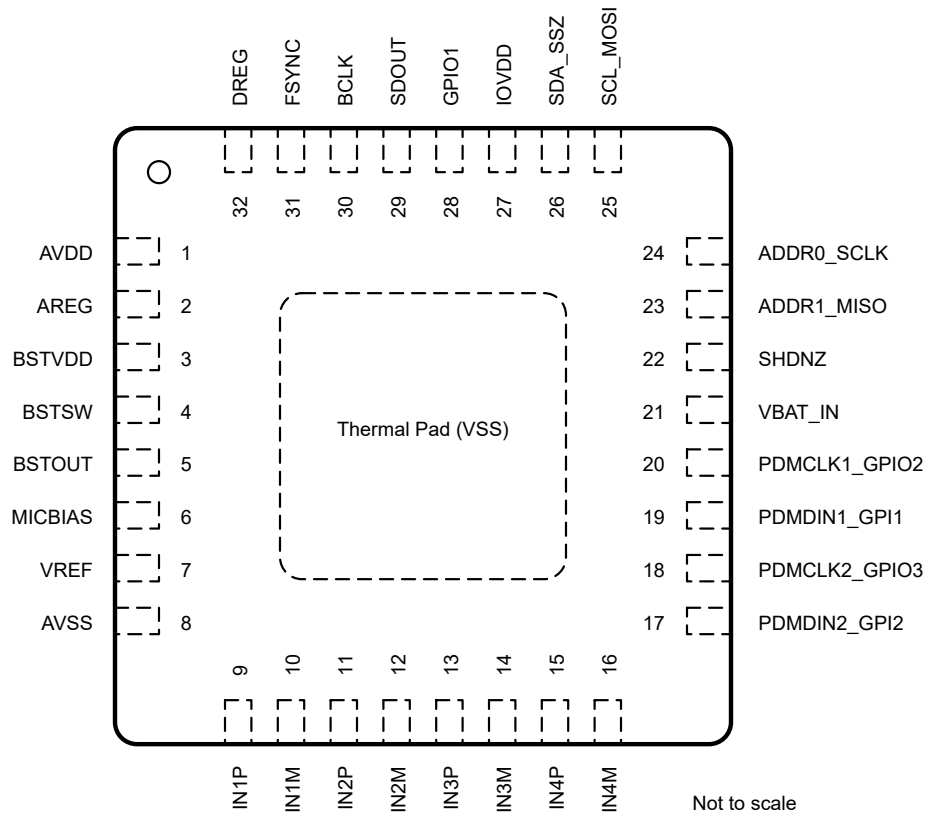 DREG
FSYNC
BCLK
SDOUT
GPIO1
IOVDD
SDA_SSZ
SCL_MOSI
32
31
30
29
28
27
26
25
AVDD 1
24 ADDR0_SCLK
AREG 2
23 ADDR1_MISO
BSTVDD 3
22 SHDNZ
BSTSW 4
21 VBAT_IN
Thermal Pad (VSS)
BSTOUT 5
20 PDMCLK1_GPIO2
MICBIAS 6
19 PDMDIN1_GPI1
VREF 7
18 PDMCLK2_GPIO3
AVSS 8
17 PDMDIN2_GPI2
9
10
11
12
13
14
15
16
IN1P
IN1M
IN2P
IN2M
IN3P
IN3M
IN4P
IN4M
Not to scale